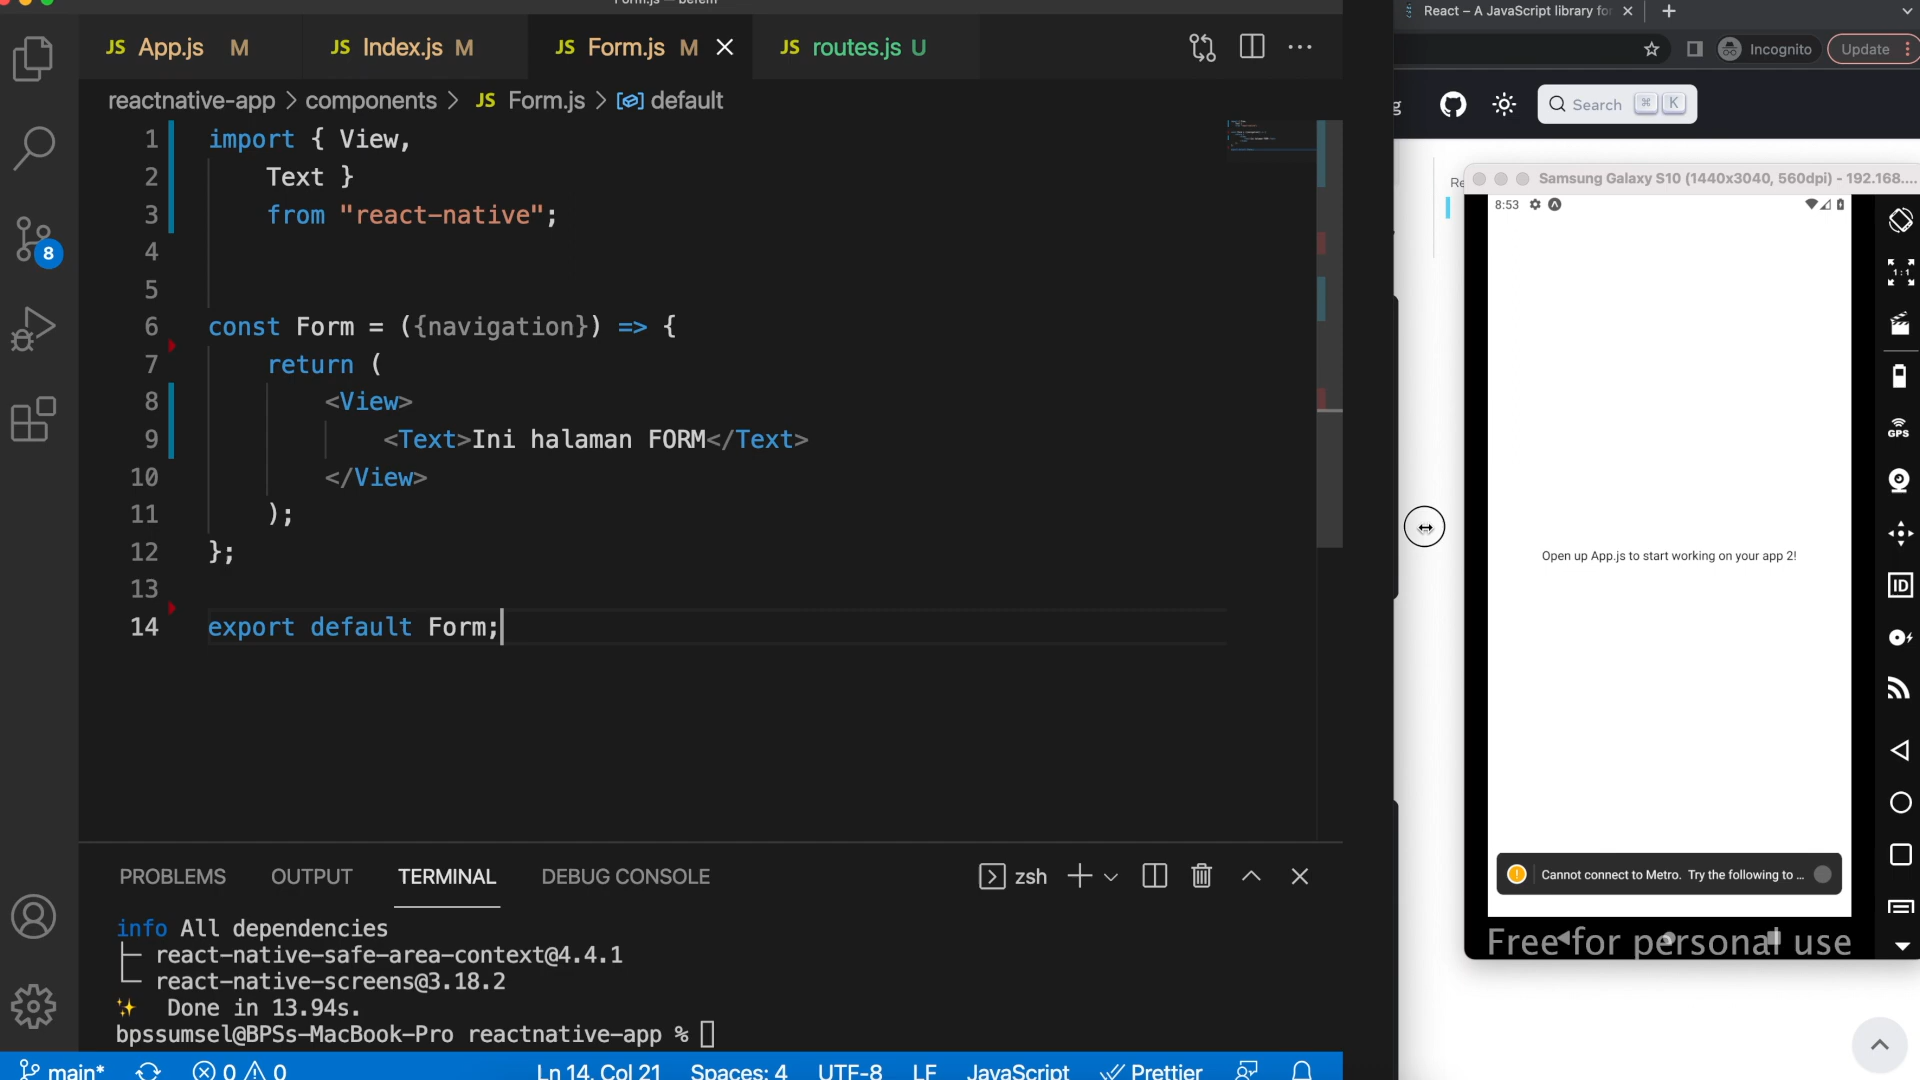 JS App.js M JS Index.js M JS Form.js M JS routes.js U
reactnative-app > components > JS Form.js > default
1 import { View,
2 Text }
3 from "react-native";
4
5
6 const Form = ({navigation}) => {
7 return (
8 <View>
9 <Text>Ini halaman FORM</Text>
10 </View>
11 );
12 };
13
14 export default Form;
8
PROBLEMS OUTPUT TERMINAL DEBUG CONSOLE
zsh
info All dependencies
├─ react-native-safe-area-context@4.4.1
└─ react-native-screens@3.18.2
✨ Done in 13.94s.
bpssumsel@BPSs-MacBook-Pro reactnative-app %
main* 0 0 Ln 14, Col 21 Spaces: 4 UTF-8 LF JavaScript Prettier
React – A JavaScript library for
Incognito Update
g Search ⌘ K
Re
Samsung Galaxy S10 (1440x3040, 560dpi) - 192.168....
8:53
1:1
GPS
ID
Open up App.js to start working on your app 2!
Cannot connect to Metro. Try the following to ...
Free for personal use